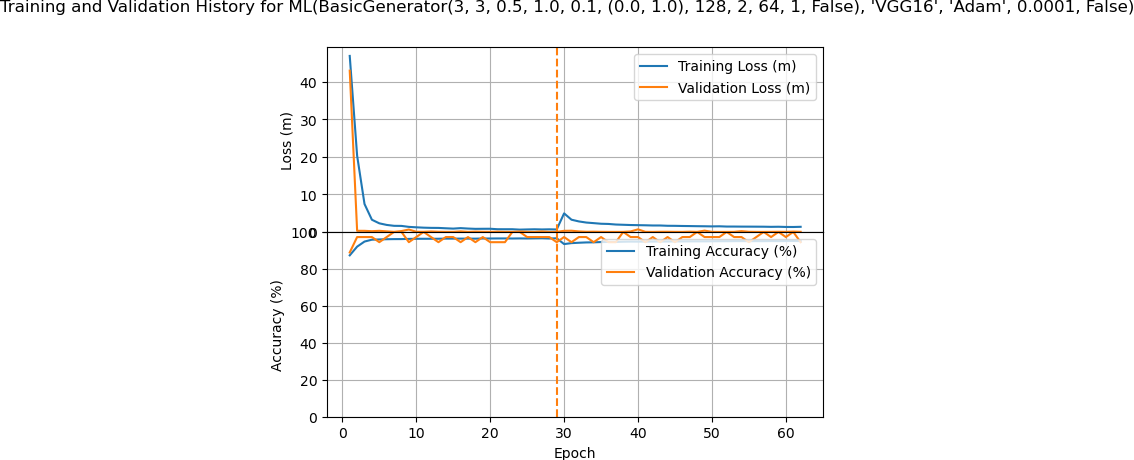 Training and Validation History for ML(BasicGenerator(3, 3, 0.5, 1.0, 0.1, (0.0, 1.0), 128, 2, 64, 1, False), 'VGG16', 'Adam', 0.0001, False)
Training Loss (m)
Validation Loss (m)
Loss (m)
40
30
20
10
0
Training Accuracy (%)
Validation Accuracy (%)
Accuracy (%)
100
80
60
40
20
0
0 10 20 30 40 50 60
Epoch